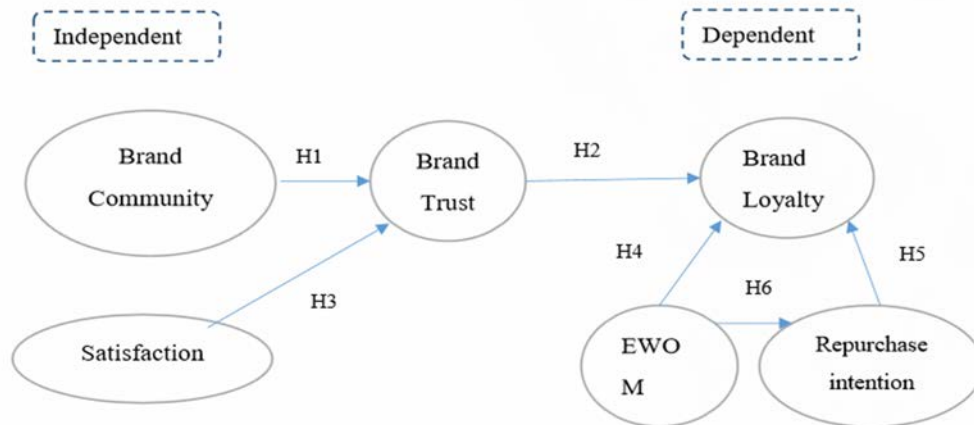 Independent
Dependent
Brand
Community
H1
Brand
Trust
H2
Brand
Loyalty
H3
H4
H5
H6
Satisfaction
EWO
M
Repurchase
intention